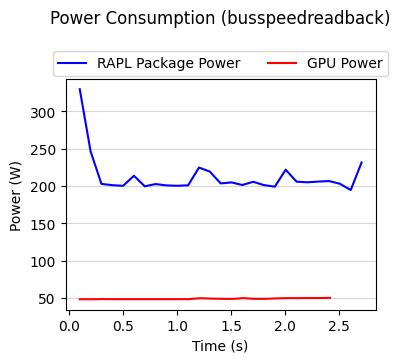 Power Consumption (busspeedreadback)
RAPL Package Power GPU Power
300
250
200
150
100
50
Power (W)
0.0 0.5 1.0 1.5 2.0 2.5
Time (s)